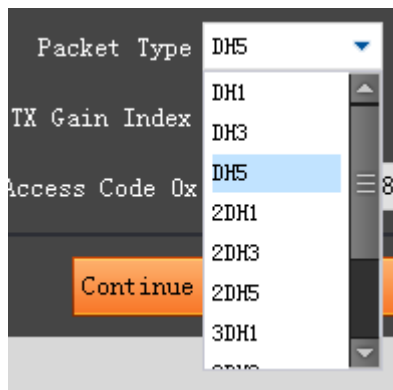 Packet Type DH5
DH1
TX Gain Index
DH3
DH5
Access Code 0x
8
2DH1
2DH3
Continue
2DH5
3DH1